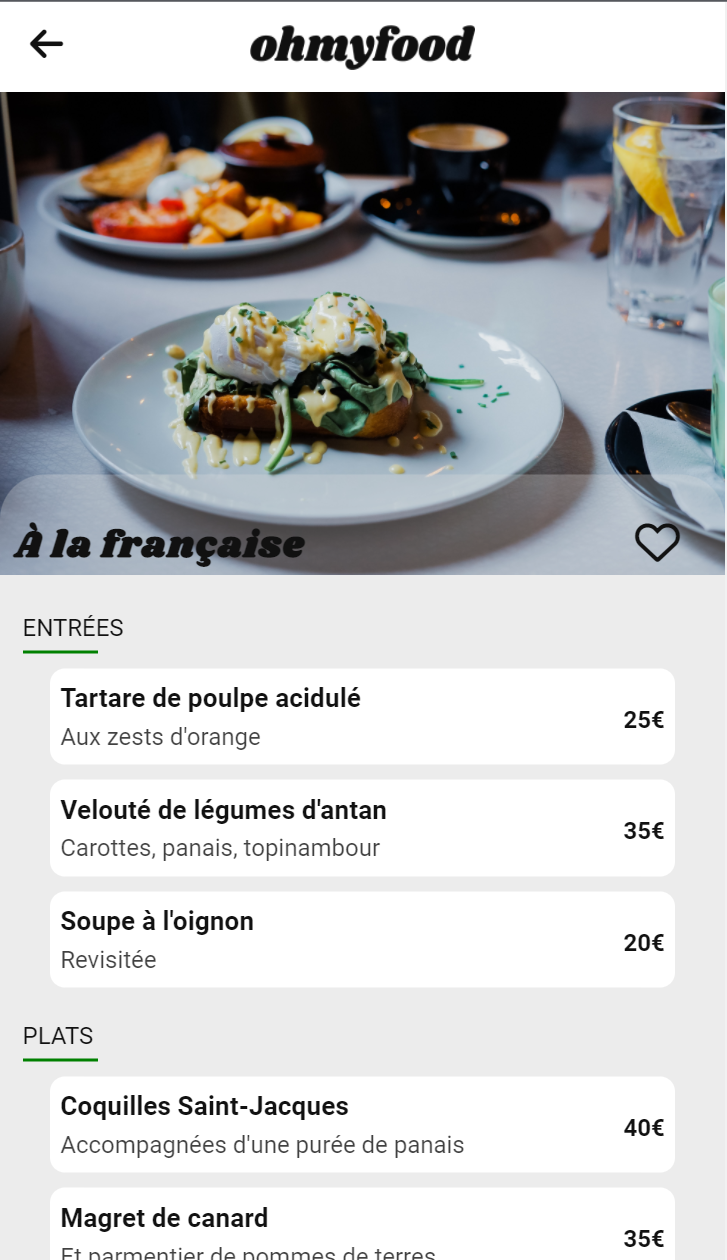 ohmyfood
À la française
ENTRÉES
Tartare de poulpe acidulé
Aux zests d'orange
25€
Velouté de légumes d'antan
Carottes, panais, topinambour
35€
Soupe à l'oignon
Revisitée
20€
PLATS
Coquilles Saint-Jacques
Accompagnées d'une purée de panais
40€
Magret de canard
Et parmentier de pommes de terres
35€